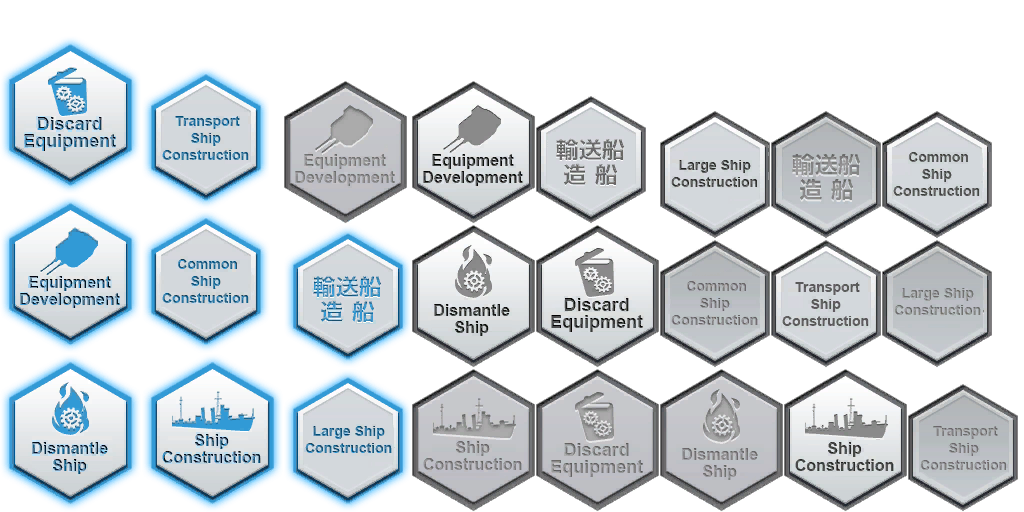 Discard
Equipment
Transport
Ship
Construction
Equipment
Development
Equipment
Development
輸送船
造 船
Large Ship
Construction
輸送船
造 船
Common
Ship
Construction
Equipment
Development
Common
Ship
Construction
輸送船
造 船
Dismantle
Ship
Discard
Equipment
Common
Ship
Construction
Transport
Ship
Construction
Large Ship
Construction
Dismantle
Ship
Ship
Construction
Large Ship
Construction
Ship
Construction
Discard
Equipment
Dismantle
Ship
Ship
Construction
Transport
Ship
Construction